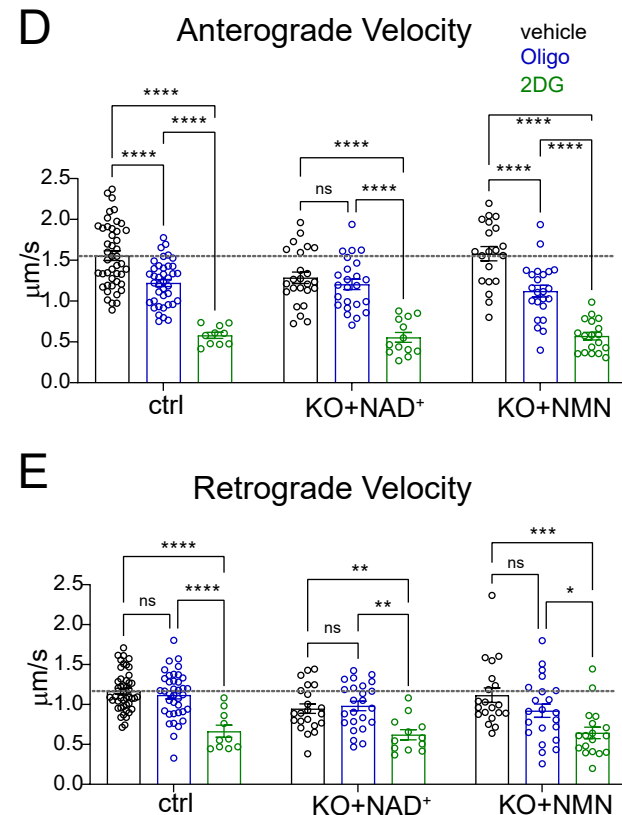 D
Anterograde Velocity
vehicle
Oligo
2DG
****
****
****
****
ns
****
****
****
****
μm/s
2.5
2.0
1.5
1.0
0.5
0.0
ctrl
KO+NAD⁺
KO+NMN
E
Retrograde Velocity
****
ns
****
**
ns
**
***
ns
*
μm/s
2.5
2.0
1.5
1.0
0.5
0.0
ctrl
KO+NAD⁺
KO+NMN